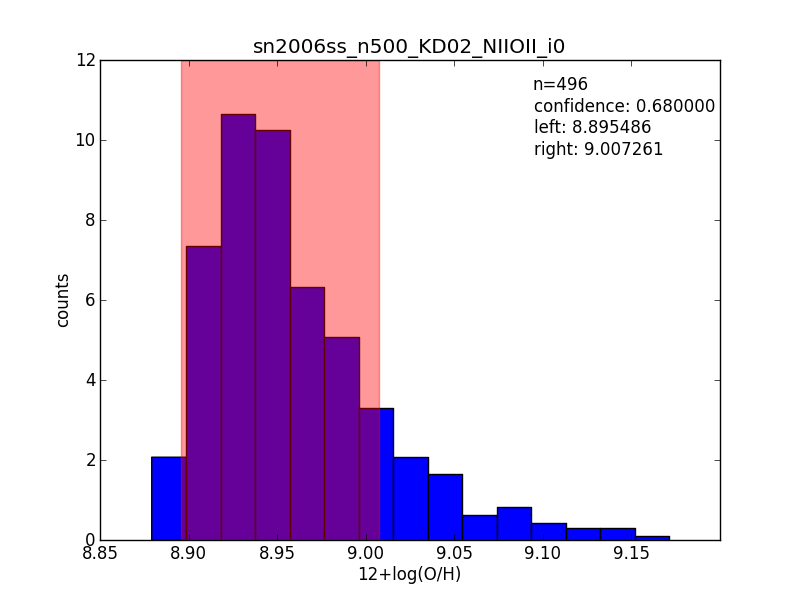 sn2006ss_n500_KD02_NIIOII_i0
n=496
confidence: 0.680000
left: 8.895486
right: 9.007261
counts
12
10
8
6
4
2
0
8.85 8.90 8.95 9.00 9.05 9.10 9.15
12+log(O/H)